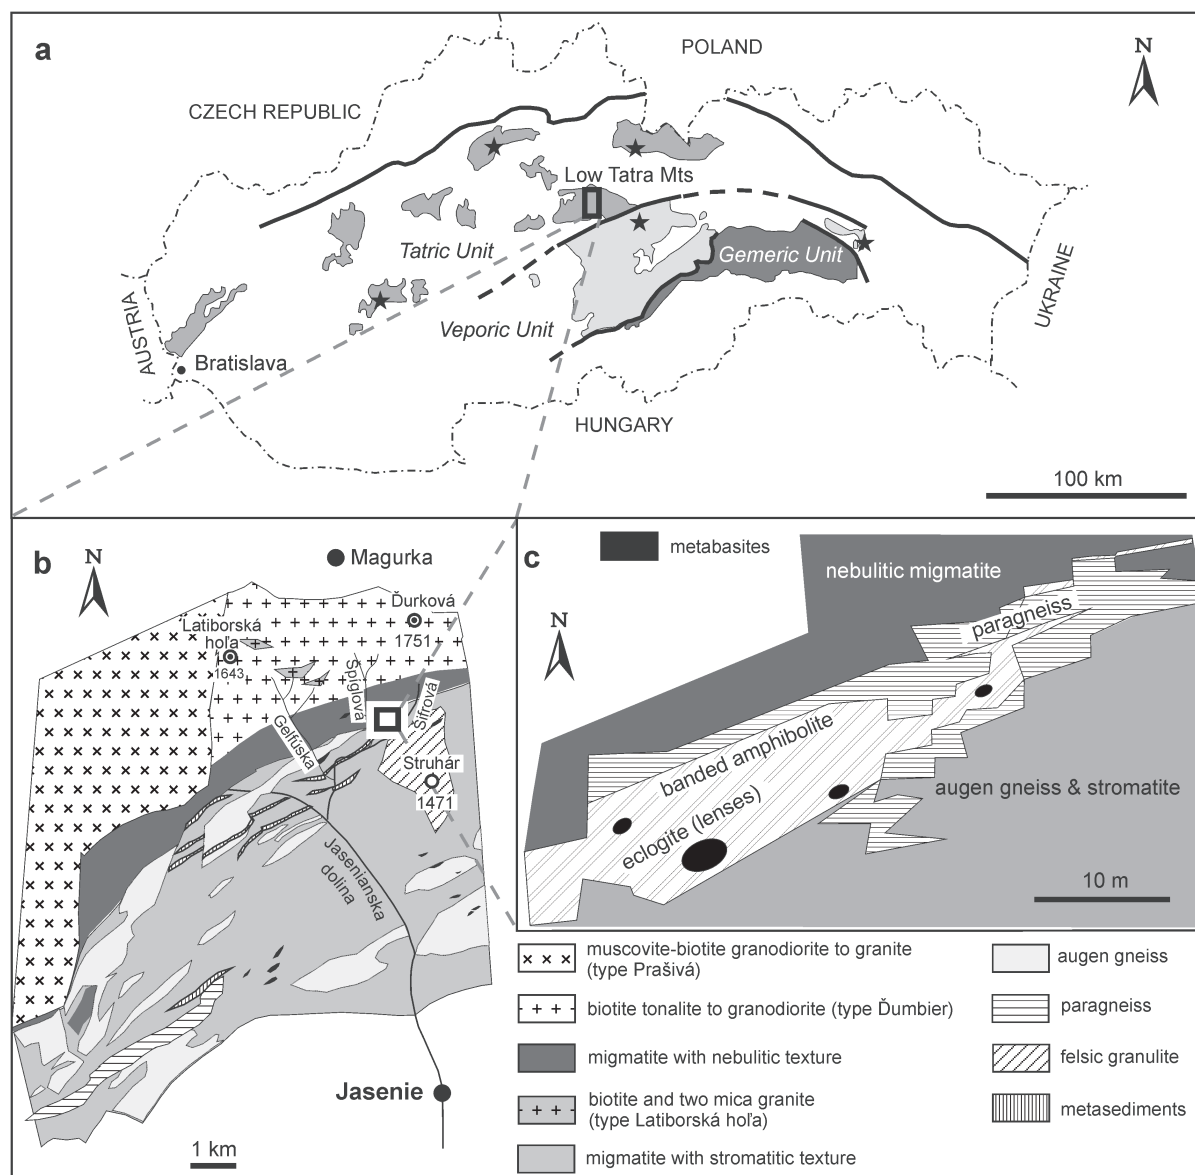 a
POLAND
N
CZECH REPUBLIC
Low Tatra Mts
Tatric Unit
Gemeric Unit
UKRAINE
AUSTRIA
Veporic Unit
Bratislava
HUNGARY
100 km
b
N
Magurka
Ďurková
1751
Latiborská
hoľa
1643
Špíglová
Šifrová
Gelfúska
Struhár
1471
Jasenianska
dolina
Jasenie
1 km
metabasites
c
N
nebulitic migmatite
paragneiss
banded amphibolite
eclogite (lenses)
augen gneiss & stromatite
10 m
muscovite-biotite granodiorite to granite
(type Prašivá)
biotite tonalite to granodiorite (type Ďumbier)
migmatite with nebulitic texture
biotite and two mica granite
(type Latiborská hoľa)
migmatite with stromatitic texture
augen gneiss
paragneiss
felsic granulite
metasediments